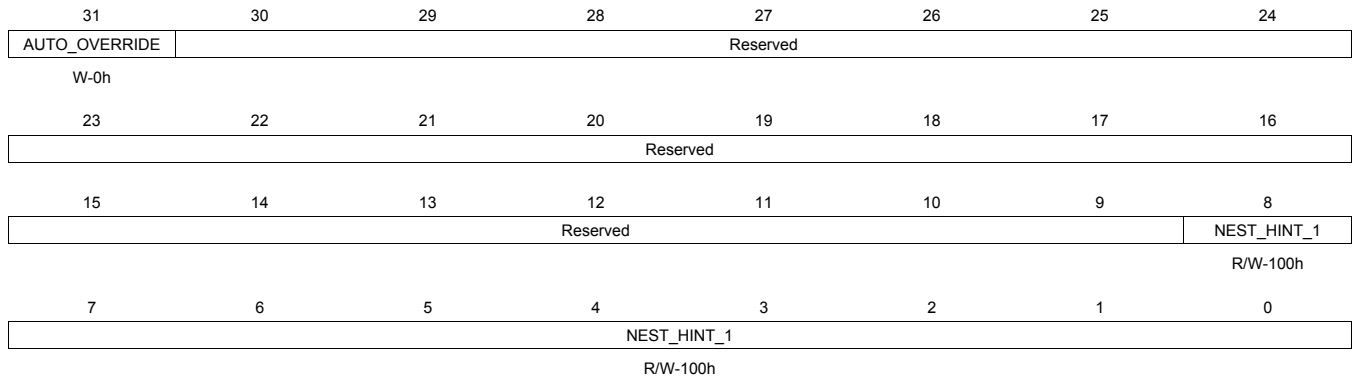 31 30 29 28 27 26 25 24
AUTO_OVERRIDE Reserved
W-0h
23 22 21 20 19 18 17 16
Reserved
15 14 13 12 11 10 9 8
Reserved NEST_HINT_1
R/W-100h
7 6 5 4 3 2 1 0
NEST_HINT_1
R/W-100h